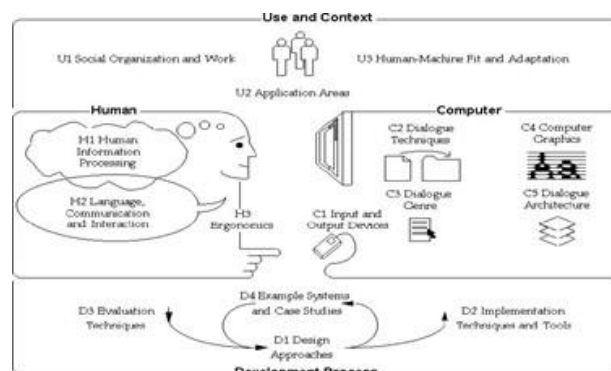 Use and Context
U1 Social Organization and Work
U3 Human-Machine Fit and Adaptation
U2 Application Areas
Human
H1 Human
Information
Processing
H2 Language,
Communication
and Interaction
H3
Ergonomics
Computer
C2 Dialogue
Techniques
C4 Computer
Graphics
Aa
C3 Dialogue
Genre
C5 Dialogue
Architecture
C1 Input and
Output Devices
D3 Evaluation
Techniques
D4 Example Systems
and Case Studies
D2 Implementation
Techniques and Tools
D1 Design
Approaches
Development Process